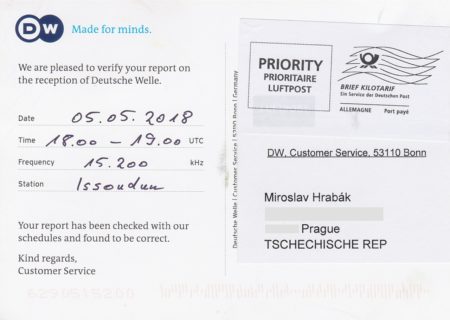 DW Made for minds.
We are pleased to verify your report on
the reception of Deutsche Welle.
Date 05.05.2018
Time 18.00 – 19.00 UTC
Frequency 15.200 kHz
Station Issoudun
Your report has been checked with our
schedules and found to be correct.
Kind regards,
Customer Service
6290515200
Deutsche Welle | Customer Service | 53110 Bonn | Germany
PRIORITY
PRIORITAIRE
LUFTPOST
BRIEF KILOTARIF
Ein Service der Deutschen Post
ALLEMAGNE Port payé
DW, Customer Service, 53110 Bonn
Miroslav Hrabák
Prague
TSCHECHISCHE REP